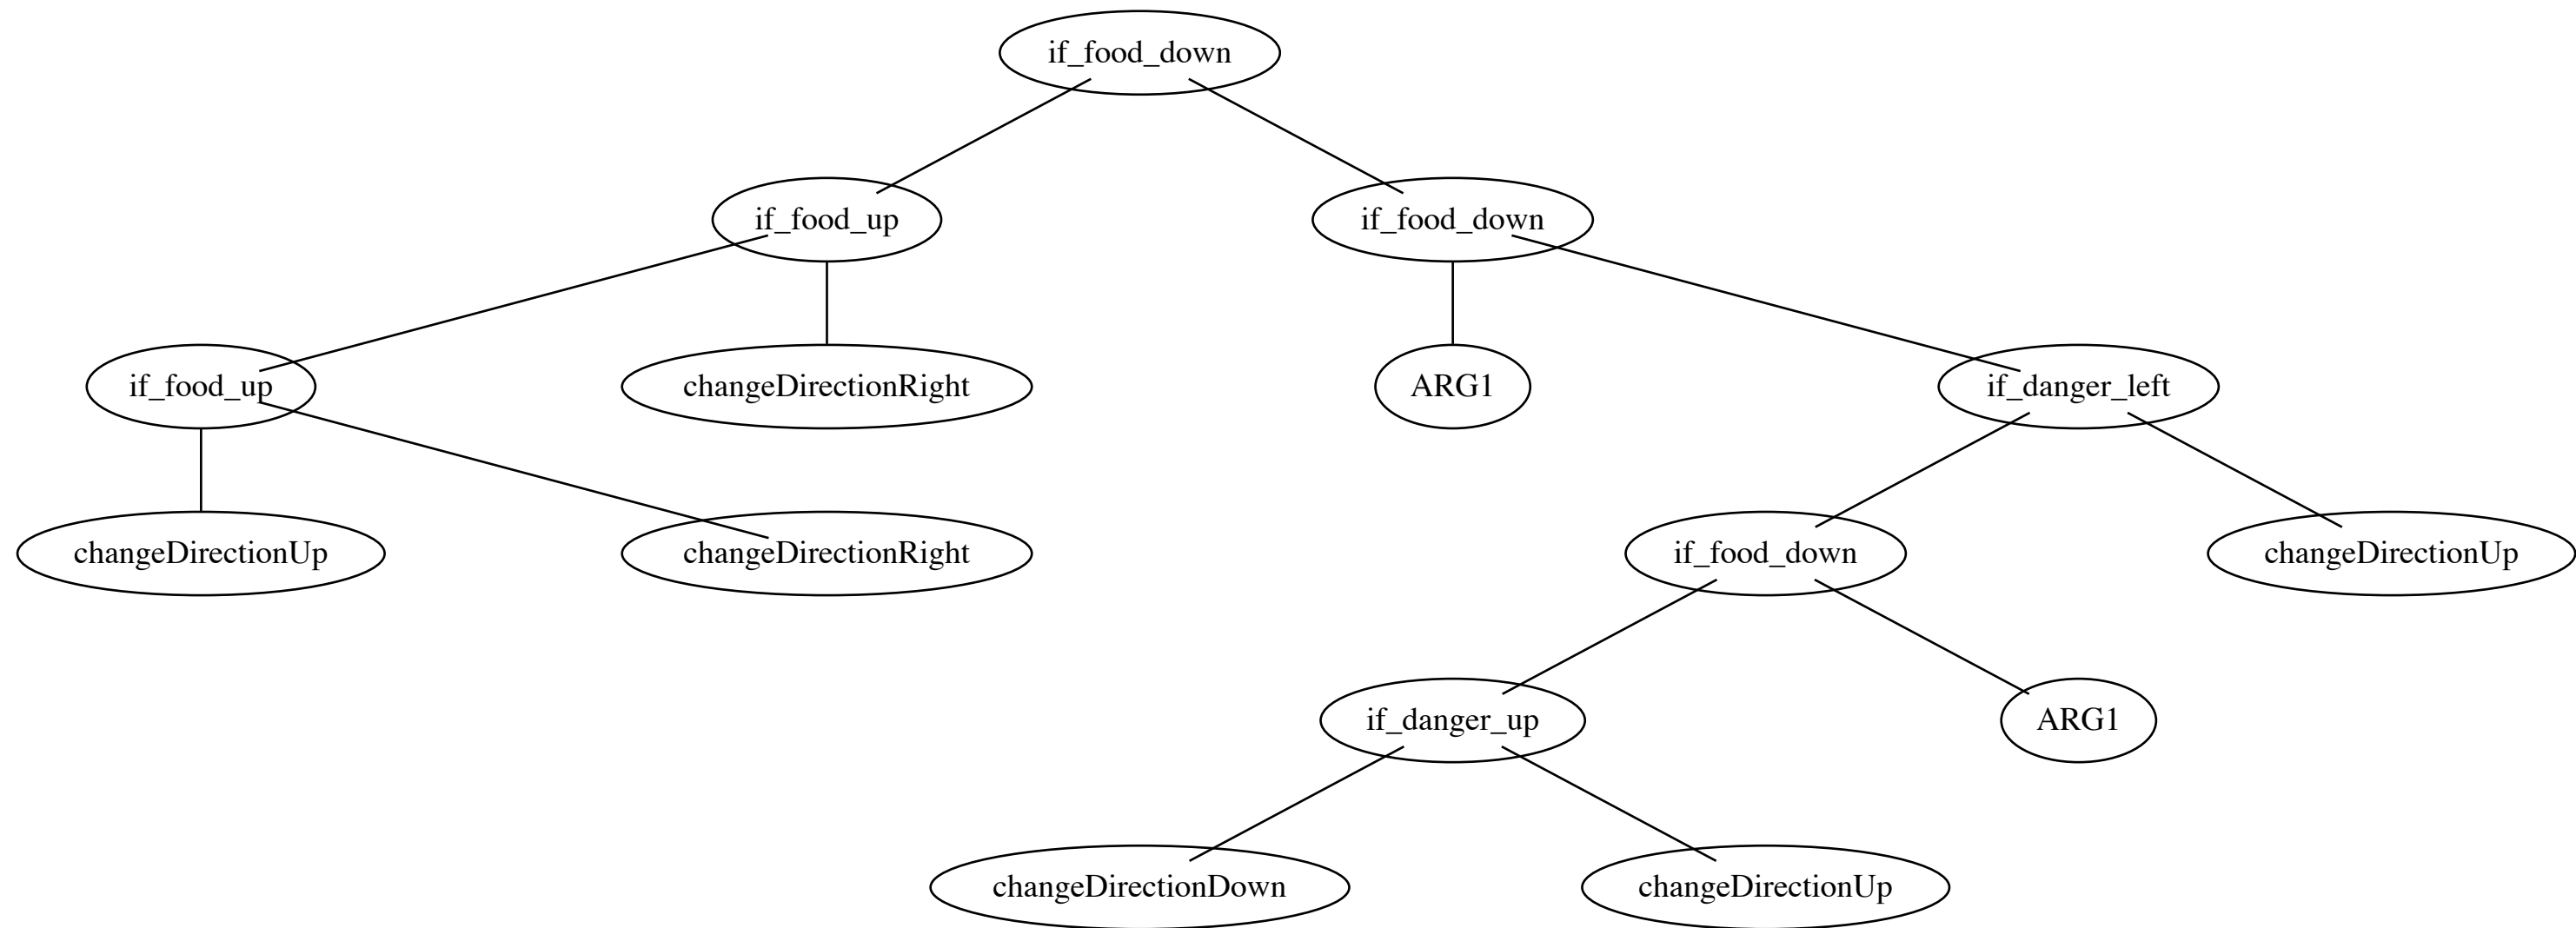 if_food_down
if_food_up
if_food_down
if_food_up
changeDirectionRight
ARG1
if_danger_left
changeDirectionUp
changeDirectionRight
if_food_down
changeDirectionUp
if_danger_up
ARG1
changeDirectionDown
changeDirectionUp